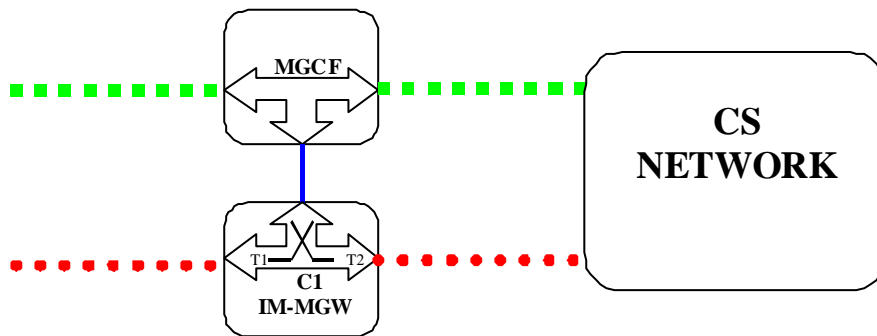 MGCF
CS
NETWORK
T1 T2
C1
IM-MGW